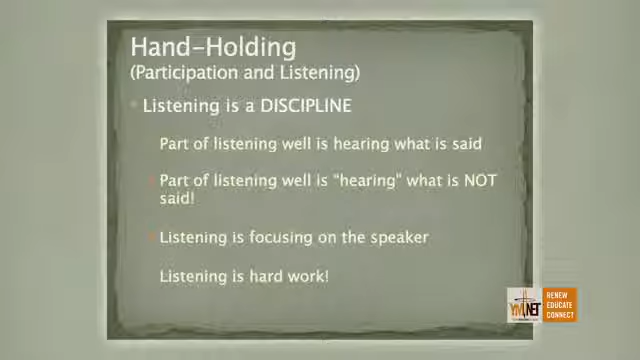 Hand-Holding
(Participation and Listening)
Listening is a DISCIPLINE
Part of listening well is hearing what is said
Part of listening well is "hearing" what is NOT
said!
Listening is focusing on the speaker
Listening is hard work!
YM NET
RENEW
EDUCATE
CONNECT